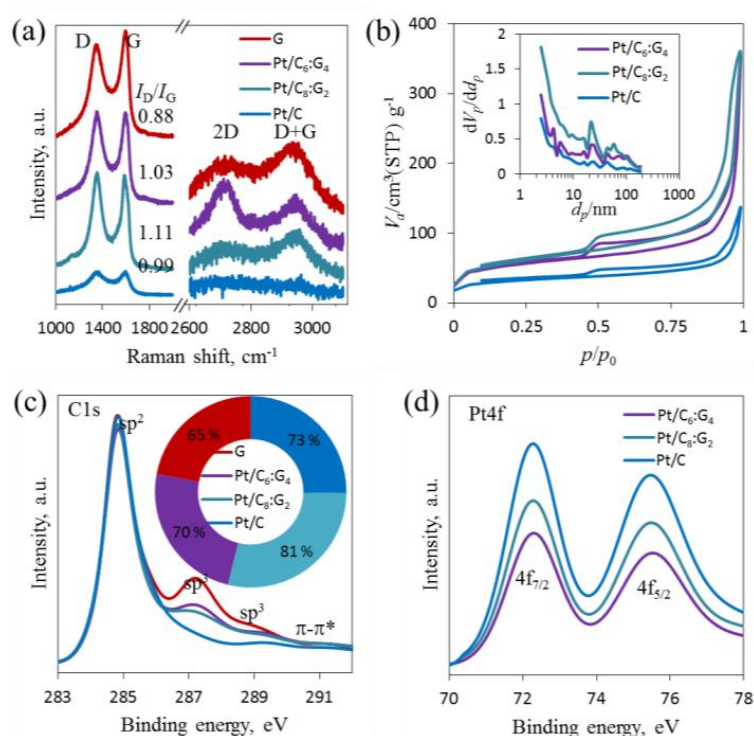 (a)
D
G
I_D/I_G
0.88
1.03
1.11
0.99
2D
D+G
G
Pt/C₆:G₄
Pt/C₈:G₂
Pt/C
Intensity, a.u.
1000
1400
1800
2600
3000
Raman shift, cm⁻¹
(b)
400
300
200
100
0
Vₐ/cm³(STP) g⁻¹
2
1.5
1
0.5
0
dVₚ/ddₚ
Pt/C₆:G₄
Pt/C₈:G₂
Pt/C
1
10
100
1000
dₚ/nm
0
0.25
0.5
0.75
1
p/p₀
(c)
C1s
sp²
65 %
73 %
70 %
81 %
G
Pt/C₆:G₄
Pt/C₈:G₂
Pt/C
sp³
sp³
π-π*
Intensity, a.u.
283
285
287
289
291
Binding energy, eV
(d)
Pt4f
Pt/C₆:G₄
Pt/C₈:G₂
Pt/C
4f₇/₂
4f₅/₂
Intensity, a.u.
70
72
74
76
78
Binding energy, eV